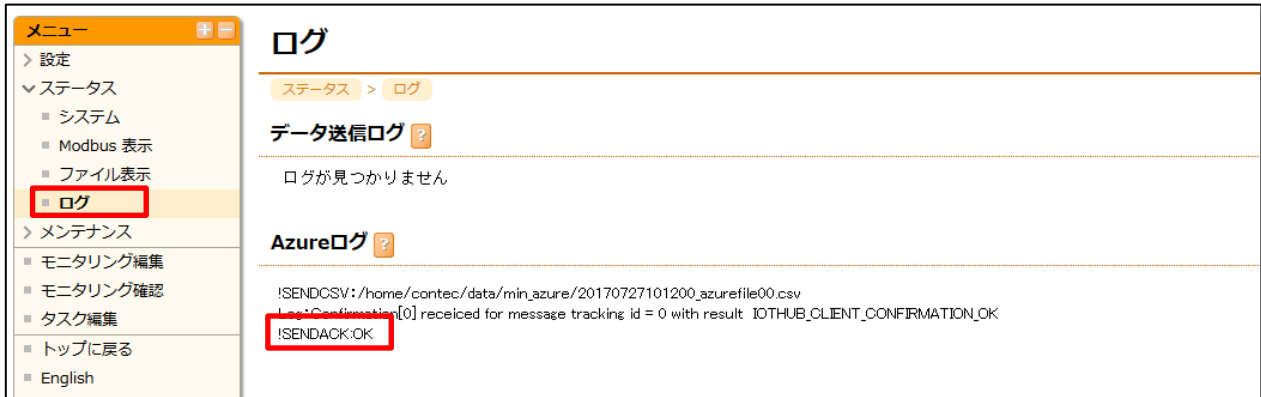 メニュー
設定
ステータス
システム
Modbus 表示
ファイル表示
ログ
メンテナンス
モニタリング編集
モニタリング確認
タスク編集
トップに戻る
English
ログ
ステータス > ログ
データ送信ログ ?
ログが見つかりません
Azureログ ?
!SENDCSV:/home/contec/data/min_azure/20170727101200_azurefile00.csv
Log:Confirmation[0] receiced for message tracking id = 0 with result IOTHUB_CLIENT_CONFIRMATION_OK
!SENDACK:OK